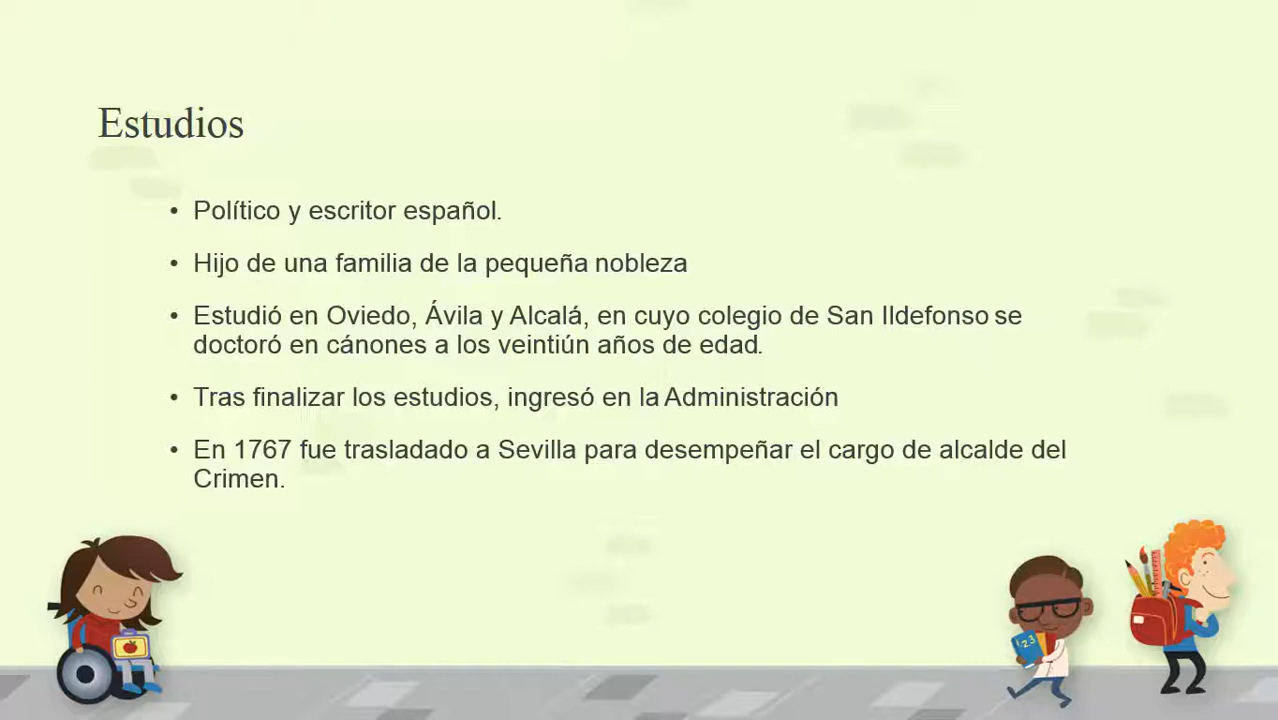 Estudios
• Político y escritor español.
• Hijo de una familia de la pequeña nobleza
• Estudió en Oviedo, Ávila y Alcalá, en cuyo colegio de San Ildefonso se
doctoró en cánones a los veintiún años de edad.
• Tras finalizar los estudios, ingresó en la Administración
• En 1767 fue trasladado a Sevilla para desempeñar el cargo de alcalde del
Crimen.
123